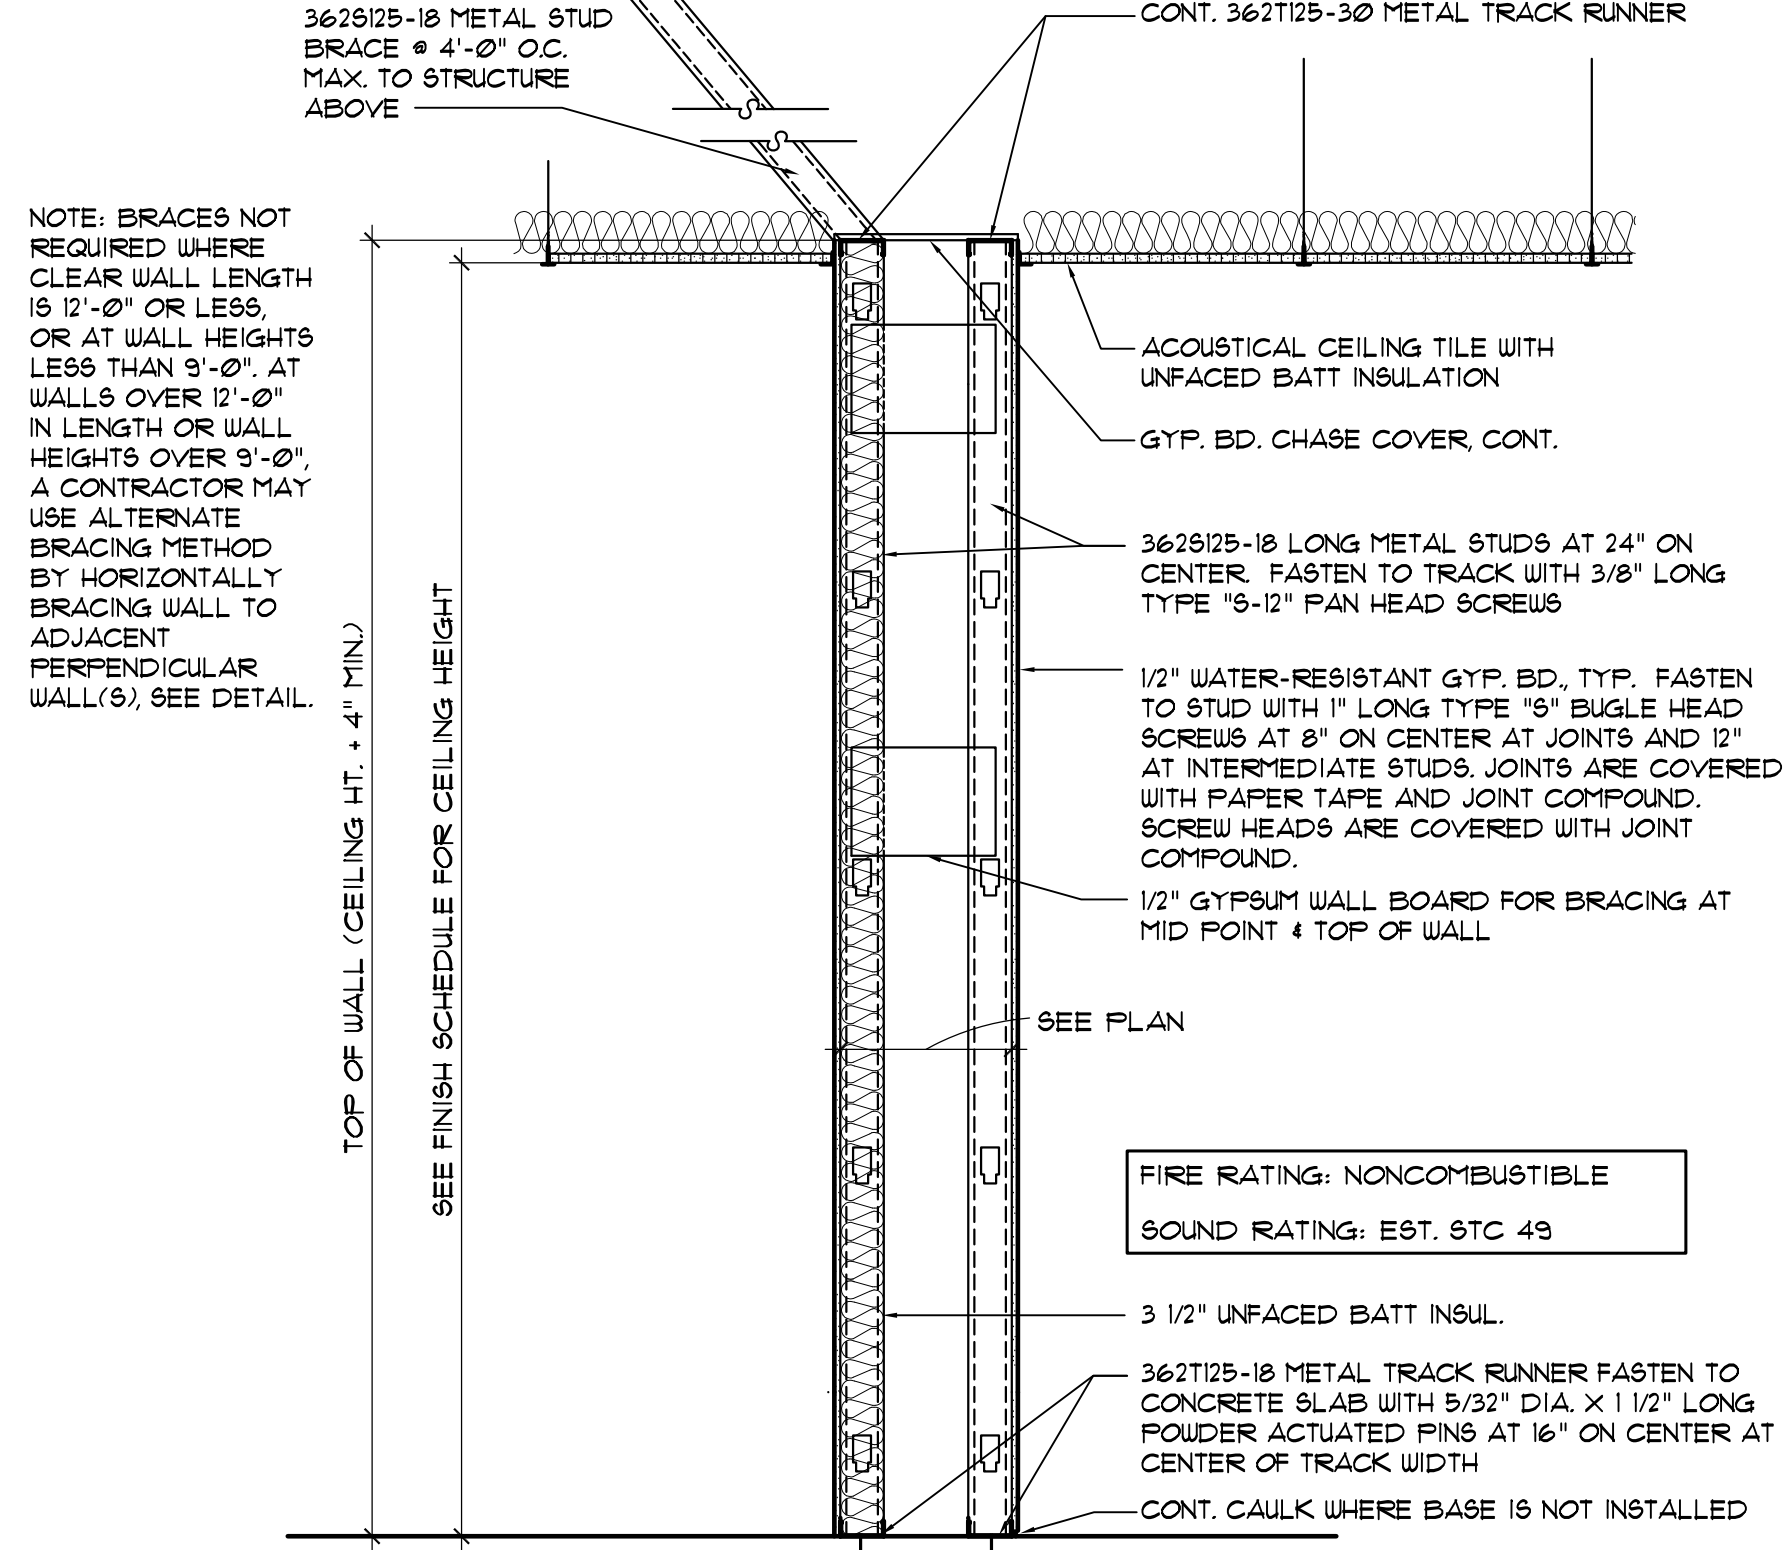 362S125-18 METAL STUD
BRACE @ 4'-0" O.C.
MAX. TO STRUCTURE
ABOVE
CONT. 362T125-30 METAL TRACK RUNNER
NOTE: BRACES NOT
REQUIRED WHERE
CLEAR WALL LENGTH
IS 12'-0" OR LESS,
OR AT WALL HEIGHTS
LESS THAN 9'-0". AT
WALLS OVER 12'-0"
IN LENGTH OR WALL
HEIGHTS OVER 9'-0",
A CONTRACTOR MAY
USE ALTERNATE
BRACING METHOD
BY HORIZONTALLY
BRACING WALL TO
ADJACENT
PERPENDICULAR
WALL(S), SEE DETAIL.
TOP OF WALL (CEILING HT. + 4" MIN.)
SEE FINISH SCHEDULE FOR CEILING HEIGHT
ACOUSTICAL CEILING TILE WITH
UNFACED BATT INSULATION
GYP. BD. CHASE COVER, CONT.
362S125-18 LONG METAL STUDS AT 24" ON
CENTER. FASTEN TO TRACK WITH 3/8" LONG
TYPE "S-12" PAN HEAD SCREWS
1/2" WATER-RESISTANT GYP. BD., TYP. FASTEN
TO STUD WITH 1" LONG TYPE "S" BUGLE HEAD
SCREWS AT 8" ON CENTER AT JOINTS AND 12"
AT INTERMEDIATE STUDS. JOINTS ARE COVERED
WITH PAPER TAPE AND JOINT COMPOUND.
SCREW HEADS ARE COVERED WITH JOINT
COMPOUND.
1/2" GYPSUM WALL BOARD FOR BRACING AT
MID POINT & TOP OF WALL
SEE PLAN
FIRE RATING: NONCOMBUSTIBLE
SOUND RATING: EST. STC 49
3 1/2" UNFACED BATT INSUL.
362T125-18 METAL TRACK RUNNER FASTEN TO
CONCRETE SLAB WITH 5/32" DIA. X 1 1/2" LONG
POWDER ACTUATED PINS AT 16" ON CENTER AT
CENTER OF TRACK WIDTH
CONT. CAULK WHERE BASE IS NOT INSTALLED